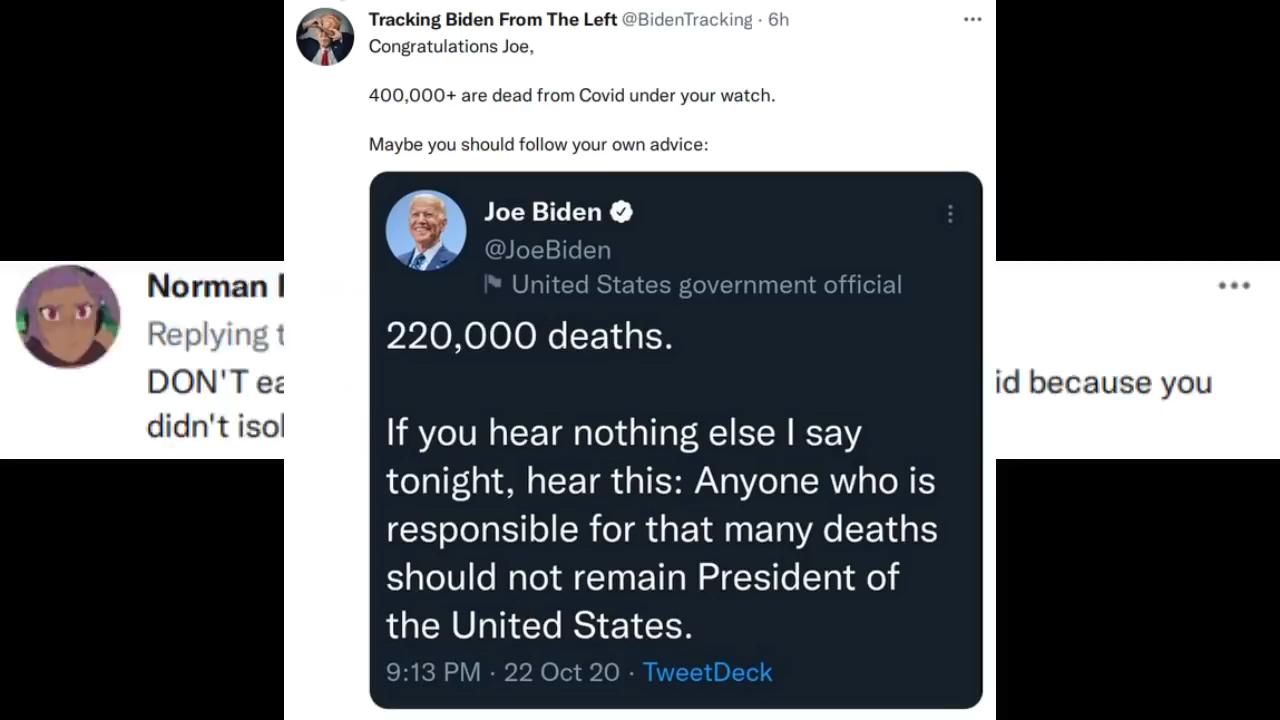 Tracking Biden From The Left @BidenTracking · 6h
Congratulations Joe,
400,000+ are dead from Covid under your watch.
Maybe you should follow your own advice:
Joe Biden
@JoeBiden
United States government official
220,000 deaths.
If you hear nothing else I say
tonight, hear this: Anyone who is
responsible for that many deaths
should not remain President of
the United States.
9:13 PM · 22 Oct 20 · TweetDeck
Norman
Replying
DON'T
because you
didn't